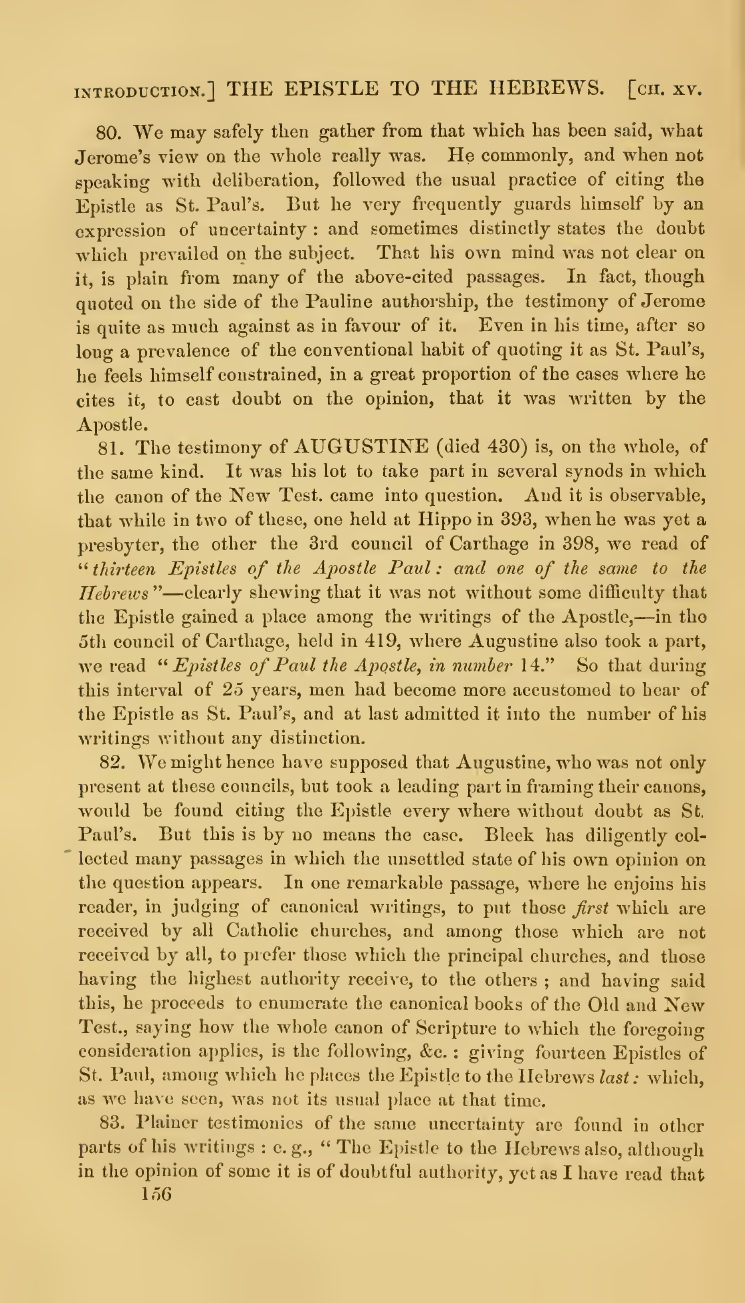 INTRODUCTION.] THE EPISTLE TO THE HEBREWS. [CH. XV.
80. We may safely then gather from that which has been said, what
Jerome's view on the whole really was. He commonly, and when not
speaking with deliberation, followed the usual practice of citing the
Epistle as St. Paul's. But he very frequently guards himself by an
expression of uncertainty : and sometimes distinctly states the doubt
which prevailed on the subject. That his own mind was not clear on
it, is plain from many of the above-cited passages. In fact, though
quoted on the side of the Pauline authorship, the testimony of Jerome
is quite as much against as in favour of it. Even in his time, after so
long a prevalence of the conventional habit of quoting it as St. Paul's,
he feels himself constrained, in a great proportion of the cases where he
cites it, to cast doubt on the opinion, that it was written by the
Apostle.
81. The testimony of AUGUSTINE (died 430) is, on the whole, of
the same kind. It was his lot to take part in several synods in which
the canon of the New Test. came into question. And it is observable,
that while in two of these, one held at Hippo in 393, when he was yet a
presbyter, the other the 3rd council of Carthage in 398, we read of
"thirteen Epistles of the Apostle Paul : and one of the same to the
Hebrews"—clearly shewing that it was not without some difficulty that
the Epistle gained a place among the writings of the Apostle,—in the
5th council of Carthage, held in 419, where Augustine also took a part,
we read "Epistles of Paul the Apostle, in number 14." So that during
this interval of 25 years, men had become more accustomed to hear of
the Epistle as St. Paul's, and at last admitted it into the number of his
writings without any distinction.
82. We might hence have supposed that Augustine, who was not only
present at these councils, but took a leading part in framing their canons,
would be found citing the Epistle every where without doubt as St.
Paul's. But this is by no means the case. Bleek has diligently col-
lected many passages in which the unsettled state of his own opinion on
the question appears. In one remarkable passage, where he enjoins his
reader, in judging of canonical writings, to put those first which are
received by all Catholic churches, and among those which are not
received by all, to prefer those which the principal churches, and those
having the highest authority receive, to the others ; and having said
this, he proceeds to enumerate the canonical books of the Old and New
Test., saying how the whole canon of Scripture to which the foregoing
consideration applies, is the following, &c. : giving fourteen Epistles of
St. Paul, among which he places the Epistle to the Hebrews last : which,
as we have seen, was not its usual place at that time.
83. Plainer testimonies of the same uncertainty are found in other
parts of his writings : e. g., " The Epistle to the Hebrews also, although
in the opinion of some it is of doubtful authority, yet as I have read that
156